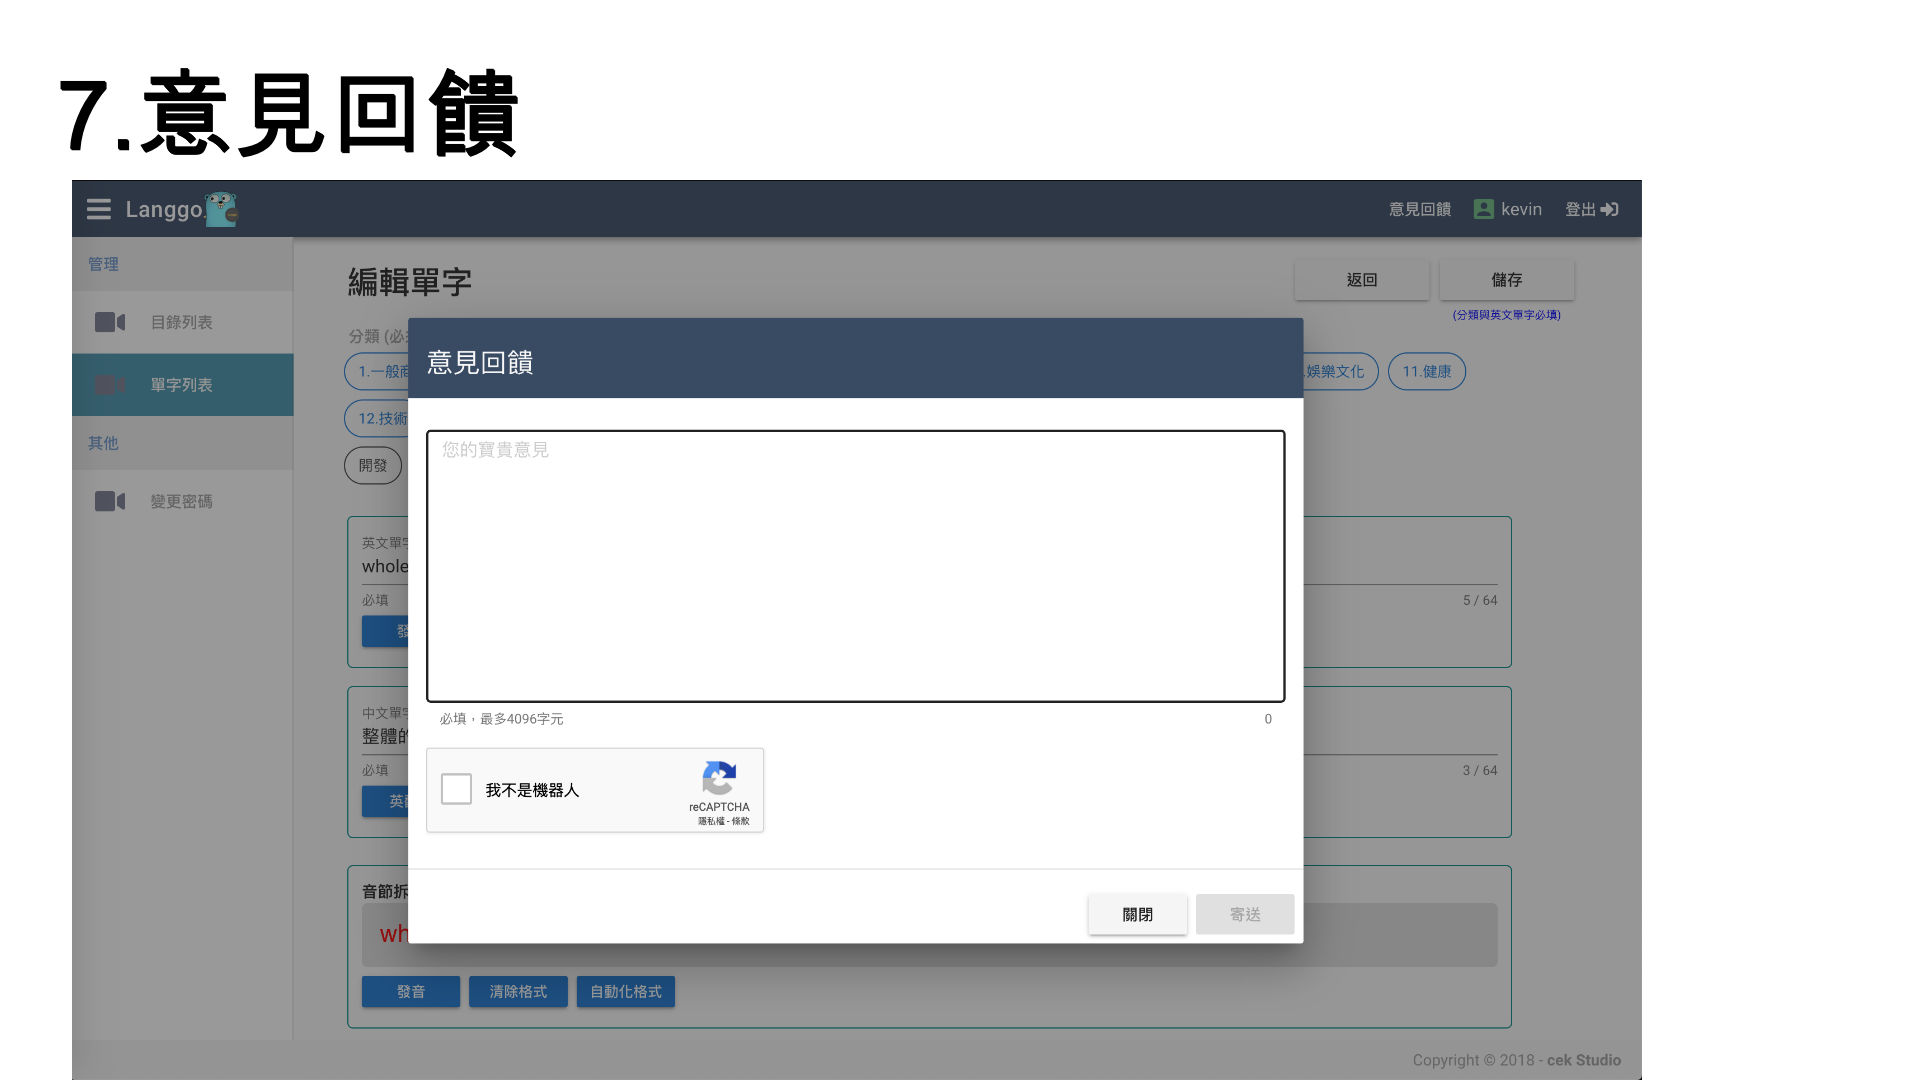 7.意見回饋
Langgo
意見回饋
kevin
登出
管理
目錄列表
單字列表
其他
變更密碼
編輯單字
返回
儲存
(分類與英文單字必填)
分類 (必
1.一般商
.娛樂文化
11.健康
12.技術
開發
英文單字
whole
必填
5 / 64
發
中文單字
整體的
必填
3 / 64
英
音節拆
wh
發音
清除格式
自動化格式
意見回饋
您的寶貴意見
必填，最多4096字元
0
我不是機器人
reCAPTCHA
隱私權 - 條款
關閉
寄送
Copyright © 2018 - cek Studio